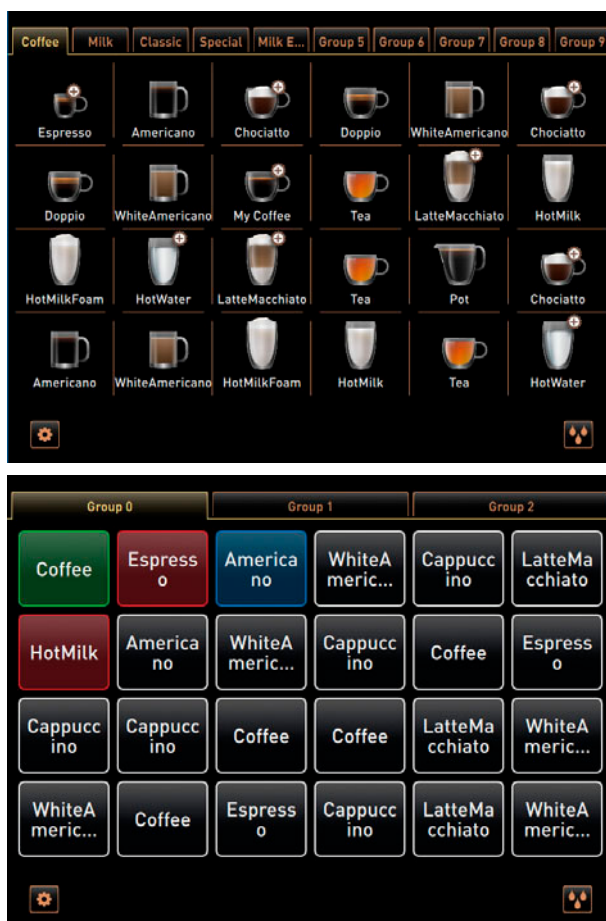 Coffee Milk Classic Special Milk E... Group 5 Group 6 Group 7 Group 8 Group 9
Espresso Americano Chociatto Doppio WhiteAmericano Chociatto
Doppio WhiteAmericano My Coffee Tea LatteMacchiato HotMilk
HotMilkFoam HotWater LatteMacchiato Tea Pot Chociatto
Americano WhiteAmericano HotMilkFoam HotMilk Tea HotWater
Group 0 Group 1 Group 2
Coffee
Espress
o
America
no
WhiteA
meric...
Cappucc
ino
LatteMa
cchiato
HotMilk
America
no
WhiteA
meric...
Cappucc
ino
Coffee
Espress
o
Cappucc
ino
Cappucc
ino
Coffee
Coffee
LatteMa
cchiato
WhiteA
meric...
WhiteA
meric...
Coffee
Espress
o
Cappucc
ino
LatteMa
cchiato
WhiteA
meric...